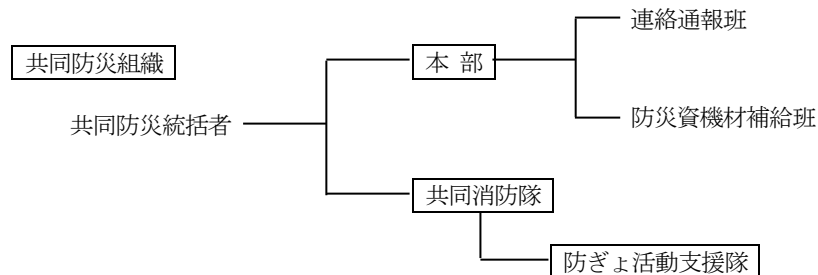 連絡通報班
共同防災組織
本 部
共同防災統括者
防災資機材補給班
共同消防隊
防ぎょ活動支援隊